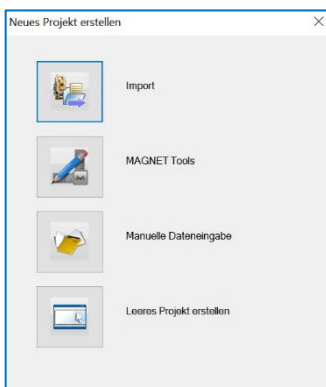 Neues Projekt erstellen
Import
MAGNET Tools
Manuelle Dateneingabe
Leeres Projekt erstellen